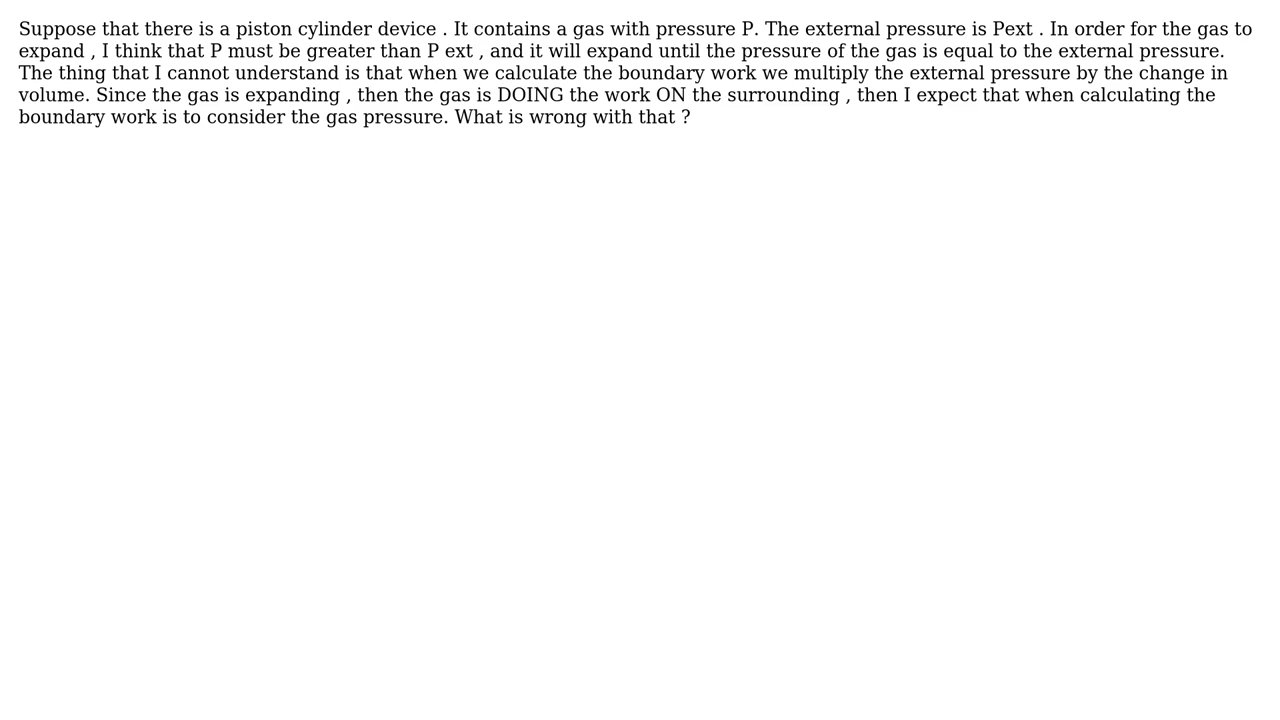 Suppose that there is a piston cylinder device . It contains a gas with pressure P. The external pressure is Pext . In order for the gas to
expand , I think that P must be greater than P ext , and it will expand until the pressure of the gas is equal to the external pressure.
The thing that I cannot understand is that when we calculate the boundary work we multiply the external pressure by the change in
volume. Since the gas is expanding , then the gas is DOING the work ON the surrounding , then I expect that when calculating the
boundary work is to consider the gas pressure. What is wrong with that ?